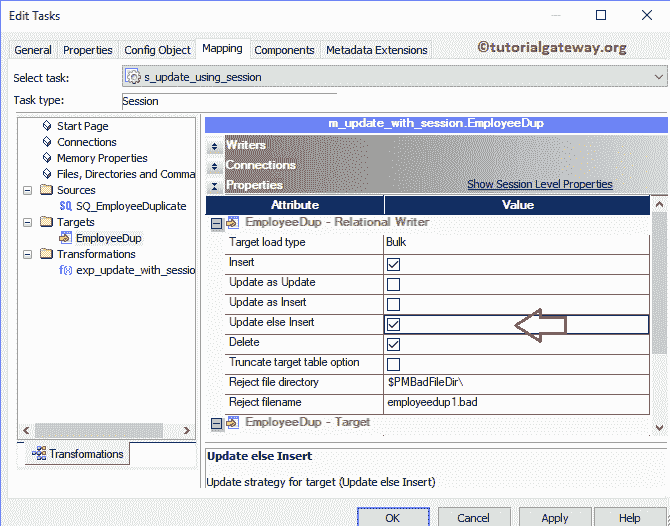 Edit Tasks
General Properties Config Object Mapping Components Metadata Extensions
©tutorialgateway.org
Select task: s_update_using_session
Task type: Session
Start Page
Connections
Memory Properties
Files, Directories and Comma
Sources
SQ_EmployeeDuplicate
Targets
EmployeeDup
Transformations
exp_update_with_sessio
Transformations
m_update_with_session.EmployeeDup
Writers
Connections
Properties Show Session Level Properties
Attribute Value
EmployeeDup - Relational Writer
Target load type Bulk
Insert
Update as Update
Update as Insert
Update else Insert
Delete
Truncate target table option
Reject file directory $PMBadFileDir\
Reject filename employeedup1.bad
EmployeeDup - Target
Update else Insert
Update strategy for target (Update else Insert)
OK Cancel Apply Help